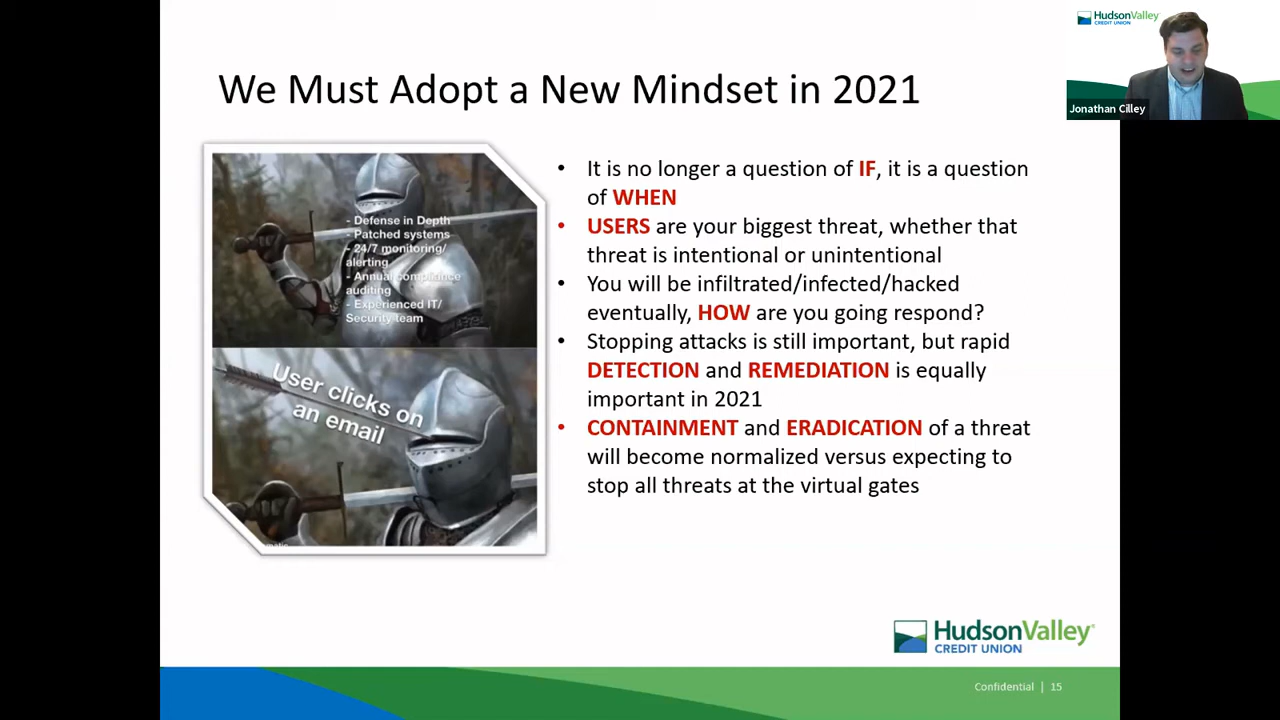 HudsonValley
CREDIT UNION
Jonathan Cilley
We Must Adopt a New Mindset in 2021
- Defense in Depth
- Patched systems
- 24/7 monitoring/
alerting
- Annual compliance
auditing
- Experienced IT/
Security team
User clicks on
an email
• It is no longer a question of IF, it is a question
of WHEN
• USERS are your biggest threat, whether that
threat is intentional or unintentional
• You will be infiltrated/infected/hacked
eventually, HOW are you going respond?
• Stopping attacks is still important, but rapid
DETECTION and REMEDIATION is equally
important in 2021
• CONTAINMENT and ERADICATION of a threat
will become normalized versus expecting to
stop all threats at the virtual gates
HudsonValley®
CREDIT UNION
Confidential | 15